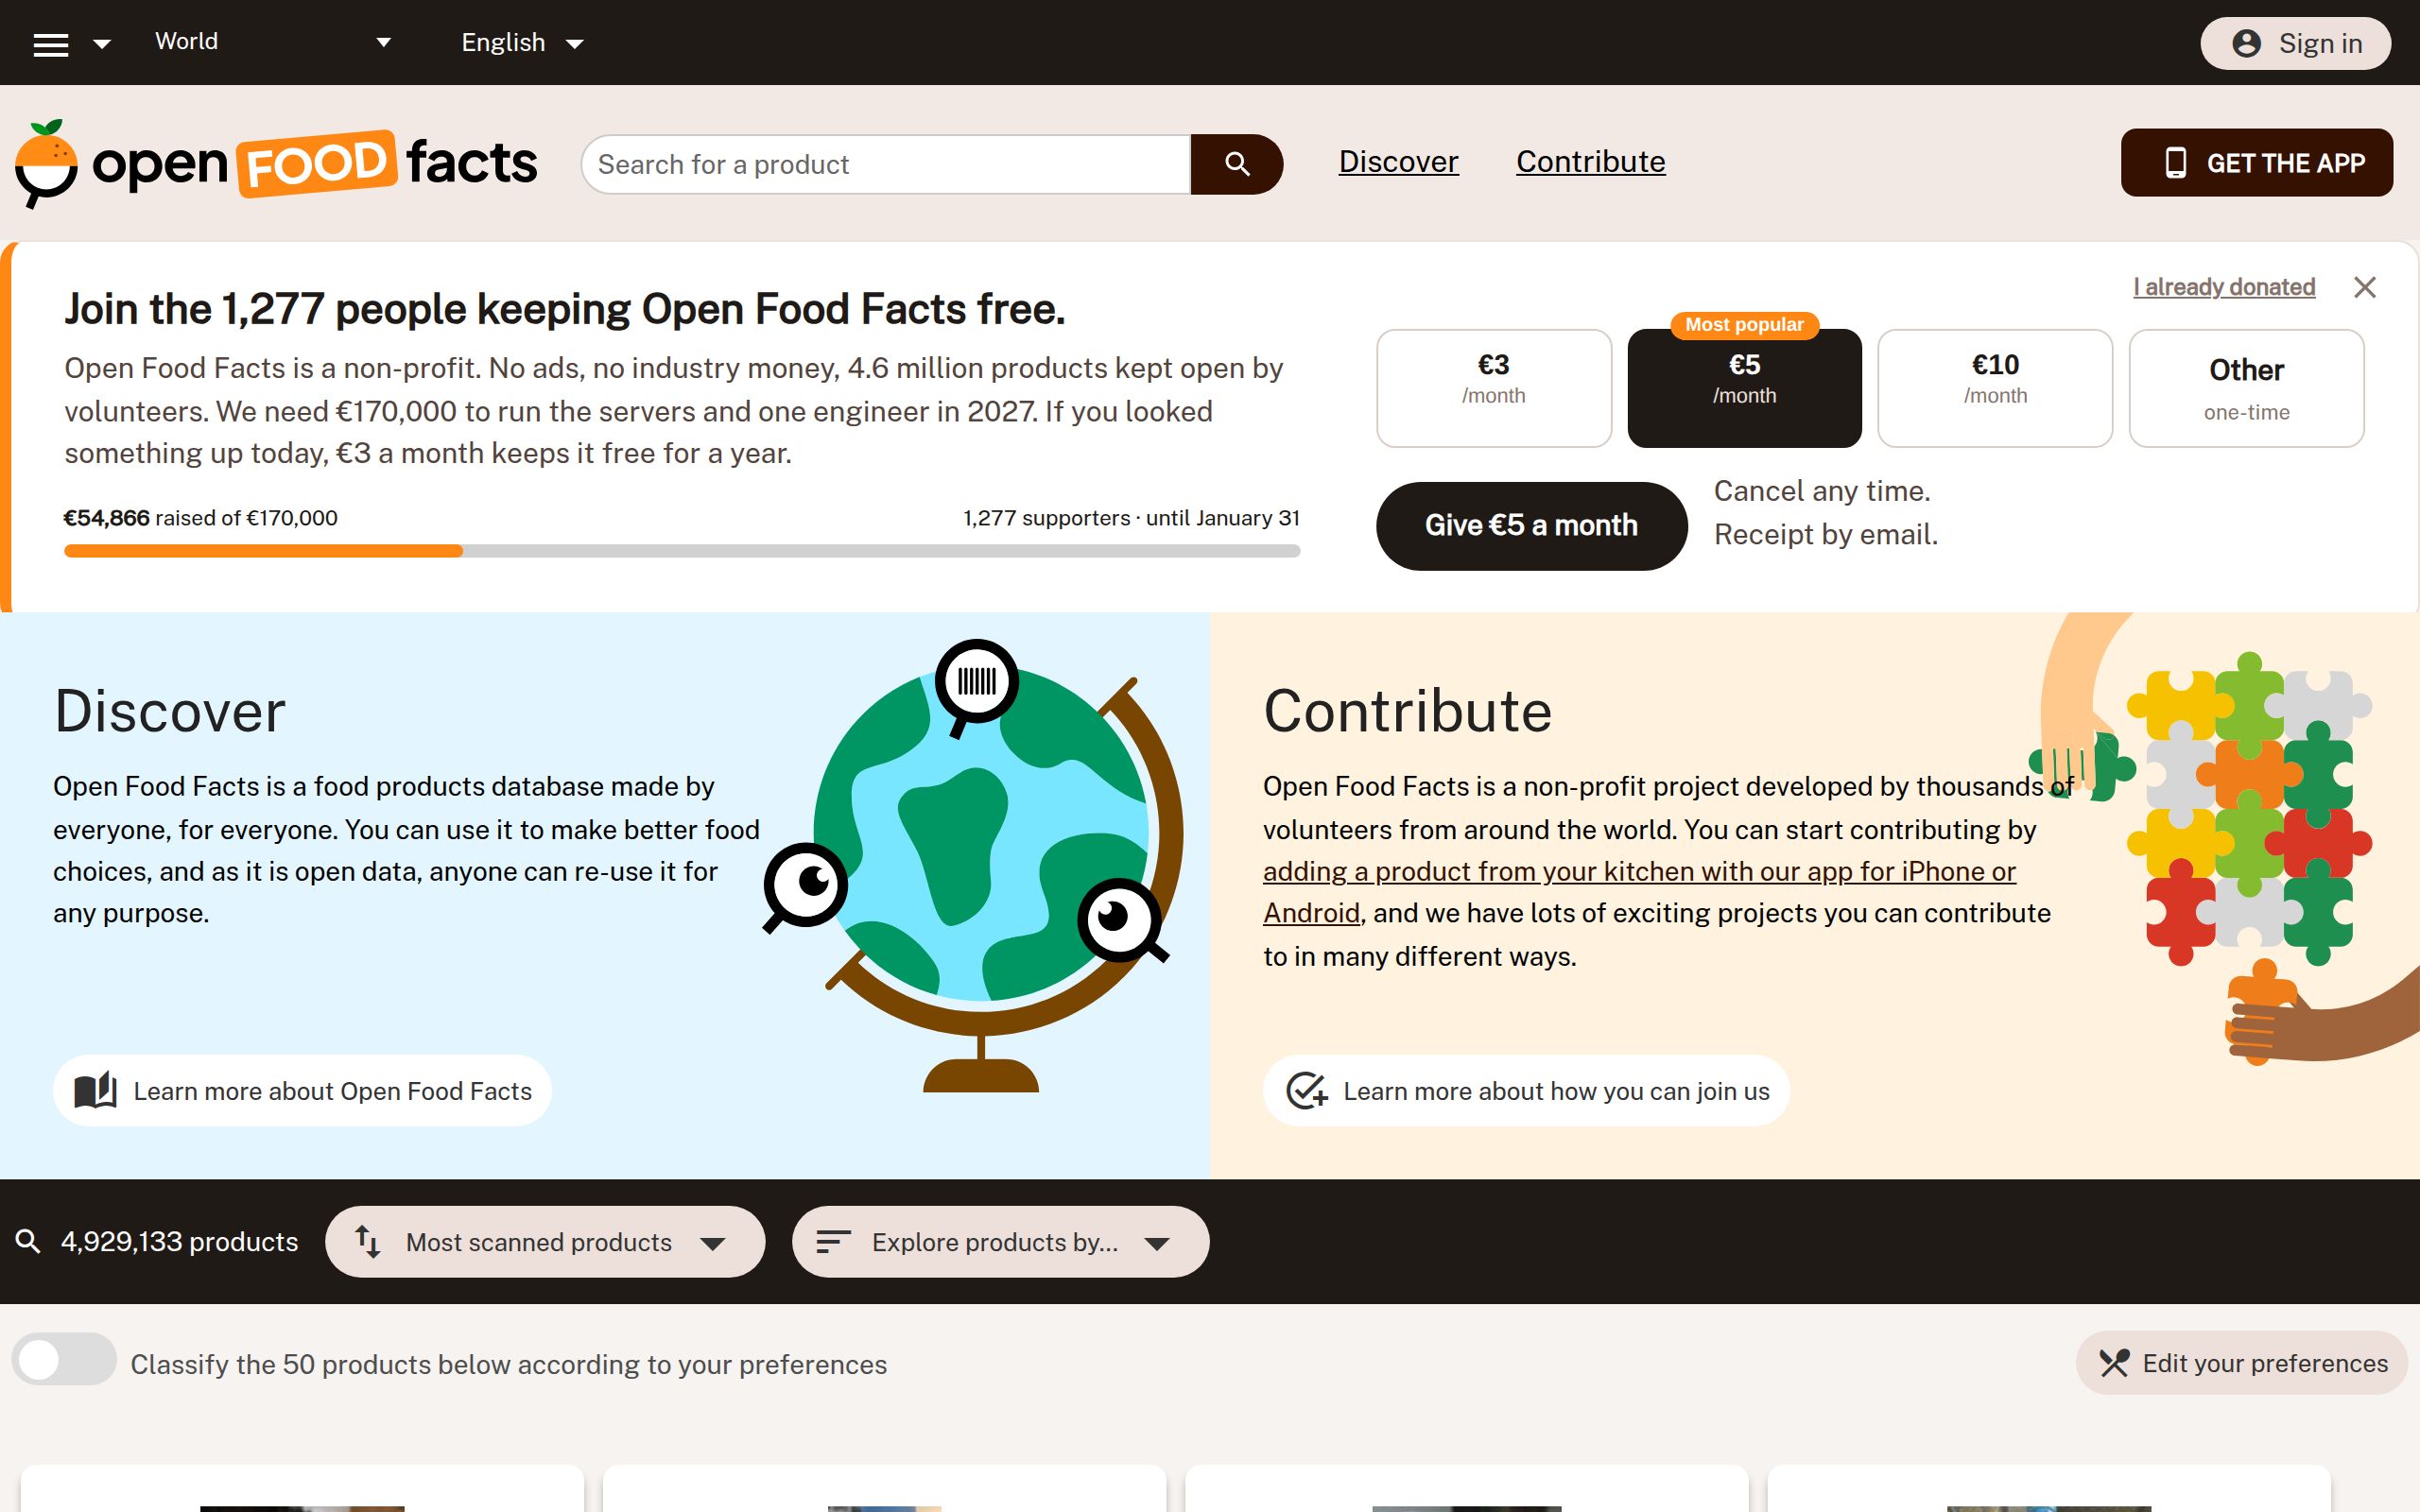 World
English
Sign in
open FOOD facts
Search for a product
Discover
Contribute
GET THE APP
I already donated
Join the 1,277 people keeping Open Food Facts free.
Open Food Facts is a non-profit. No ads, no industry money, 4.6 million products kept open by
volunteers. We need €170,000 to run the servers and one engineer in 2027. If you looked
something up today, €3 a month keeps it free for a year.
€54,866 raised of €170,000
1,277 supporters · until January 31
Most popular
€3
/month
€5
/month
€10
/month
Other
one-time
Give €5 a month
Cancel any time.
Receipt by email.
Discover
Open Food Facts is a food products database made by
everyone, for everyone. You can use it to make better food
choices, and as it is open data, anyone can re-use it for
any purpose.
Learn more about Open Food Facts
Contribute
Open Food Facts is a non-profit project developed by thousands of
volunteers from around the world. You can start contributing by
adding a product from your kitchen with our app for iPhone or
Android, and we have lots of exciting projects you can contribute
to in many different ways.
Learn more about how you can join us
4,929,133 products
Most scanned products
Explore products by...
Classify the 50 products below according to your preferences
Edit your preferences